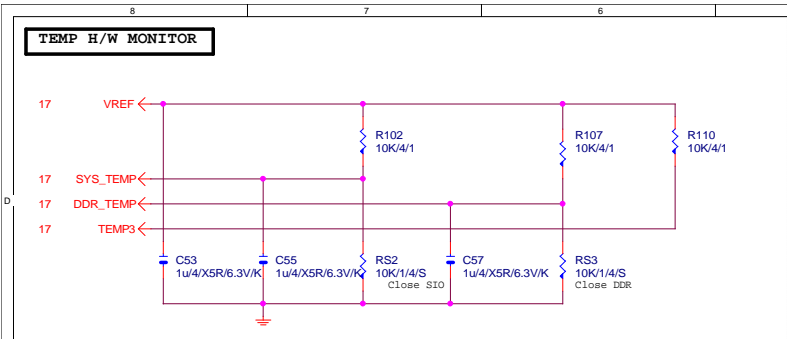 8 7 6
TEMP H/W MONITOR
17 VREF
R102
10K/4/1
R107
10K/4/1
R110
10K/4/1
17 SYS_TEMP
17 DDR_TEMP
17 TEMP3
D
C53
1u/4/X5R/6.3V/K
C55
1u/4/X5R/6.3V/K
RS2
10K/1/4/S
Close SIO
C57
1u/4/X5R/6.3V/K
RS3
10K/1/4/S
Close DDR